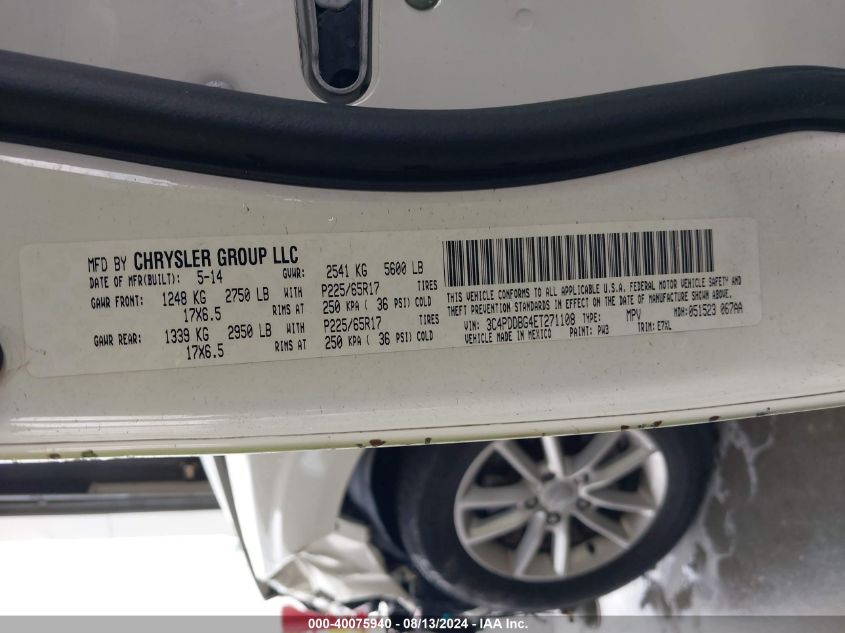 MFD BY CHRYSLER GROUP LLC
DATE OF MFR(BUILT): 5-14 GVWR: 2541 KG 5600 LB
GAWR FRONT: 1248 KG 2750 LB WITH P225/65R17 TIRES
17X6.5 RIMS AT 250 KPA ( 36 PSI) COLD
GAWR REAR: 1339 KG 2950 LB WITH P225/65R17 TIRES
17X6.5 RIMS AT 250 KPA ( 36 PSI) COLD
THIS VEHICLE CONFORMS TO ALL APPLICABLE U.S.A. FEDERAL MOTOR VEHICLE SAFETY AND
THEFT PREVENTION STANDARDS IN EFFECT ON THE DATE OF MANUFACTURE SHOWN ABOVE.
VIN: 3C4PDDBG4ET271108 TYPE: MPV MDH:051523 067AA
VEHICLE MADE IN MEXICO PAINT: PW3 TRIM: E7XL
000-40075940 - 08/13/2024 - IAA Inc.